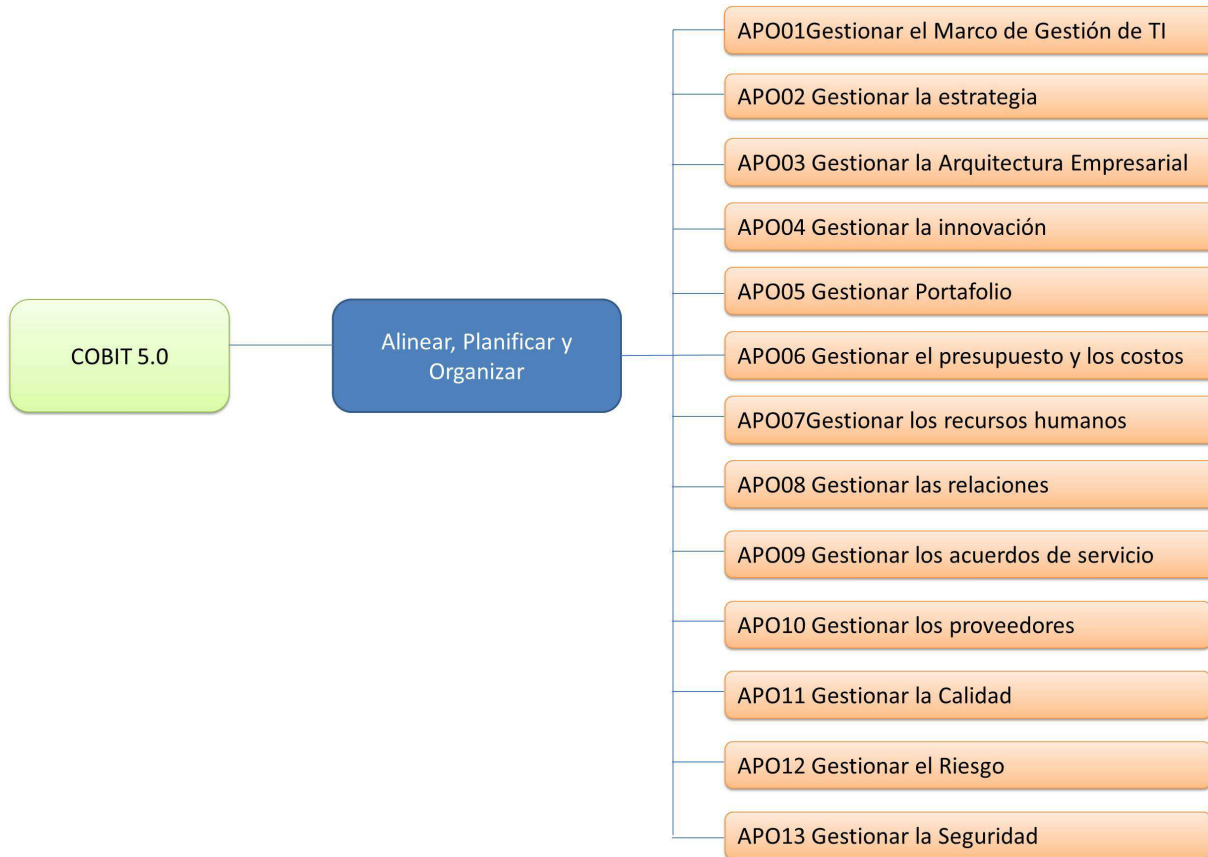 COBIT 5.0
Alinear, Planificar y
Organizar
APO01Gestionar el Marco de Gestión de TI
APO02 Gestionar la estrategia
APO03 Gestionar la Arquitectura Empresarial
APO04 Gestionar la innovación
APO05 Gestionar Portafolio
APO06 Gestionar el presupuesto y los costos
APO07Gestionar los recursos humanos
APO08 Gestionar las relaciones
APO09 Gestionar los acuerdos de servicio
APO10 Gestionar los proveedores
APO11 Gestionar la Calidad
APO12 Gestionar el Riesgo
APO13 Gestionar la Seguridad